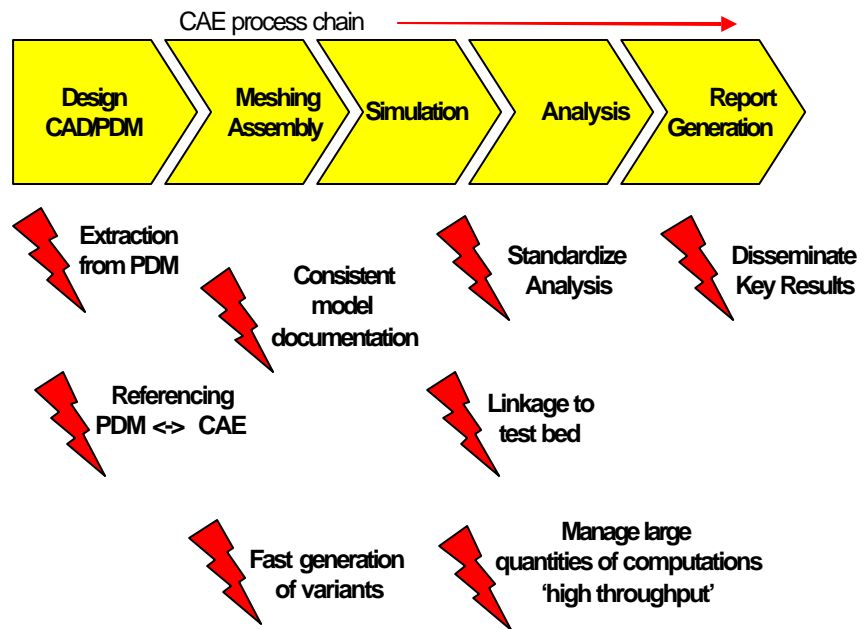 CAE process chain
Design
CAD/PDM
Meshing
Assembly
Simulation
Analysis
Report
Generation
Extraction
from PDM
Consistent
model
documentation
Standardize
Analysis
Disseminate
Key Results
Referencing
PDM <-> CAE
Linkage to
test bed
Fast generation
of variants
Manage large
quantities of computations
‘high throughput’